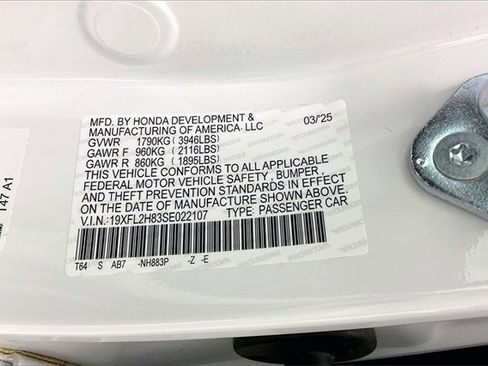 MFD. BY HONDA DEVELOPMENT & 03/'25
MANUFACTURING OF AMERICA. LLC
GVWR 1790KG ( 3946LBS)
GAWR F 960KG ( 2116LBS)
GAWR R 860KG ( 1895LBS)
THIS VEHICLE CONFORMS TO ALL APPLICABLE
FEDERAL MOTOR VEHICLE SAFETY, BUMPER,
AND THEFT PREVENTION STANDARDS IN EFFECT
ON THE DATE OF MANUFACTURE SHOWN ABOVE.
V.I.N.:19XFL2H83SE022107 TYPE: PASSENGER CAR
T64 S AB7 -NH883P -Z -E
T47 A1